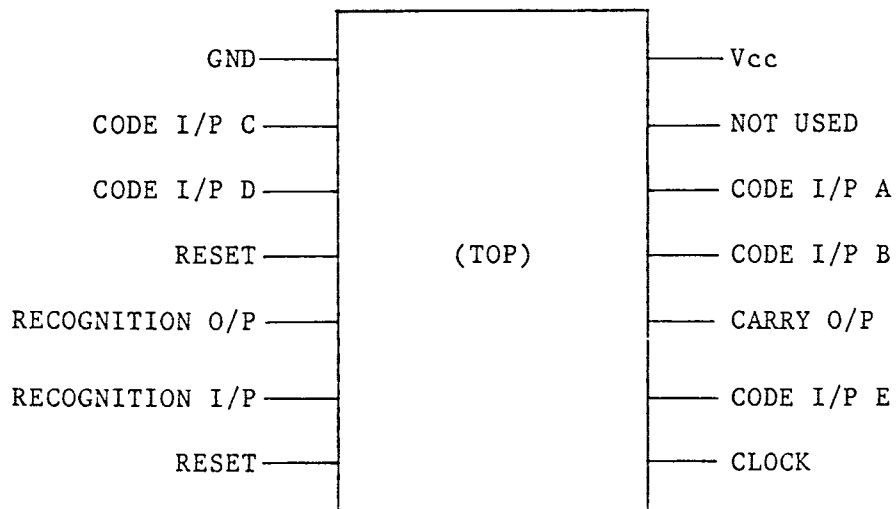 GND Vcc
CODE I/P C NOT USED
CODE I/P D CODE I/P A
RESET (TOP) CODE I/P B
RECOGNITION O/P CARRY O/P
RECOGNITION I/P CODE I/P E
RESET CLOCK